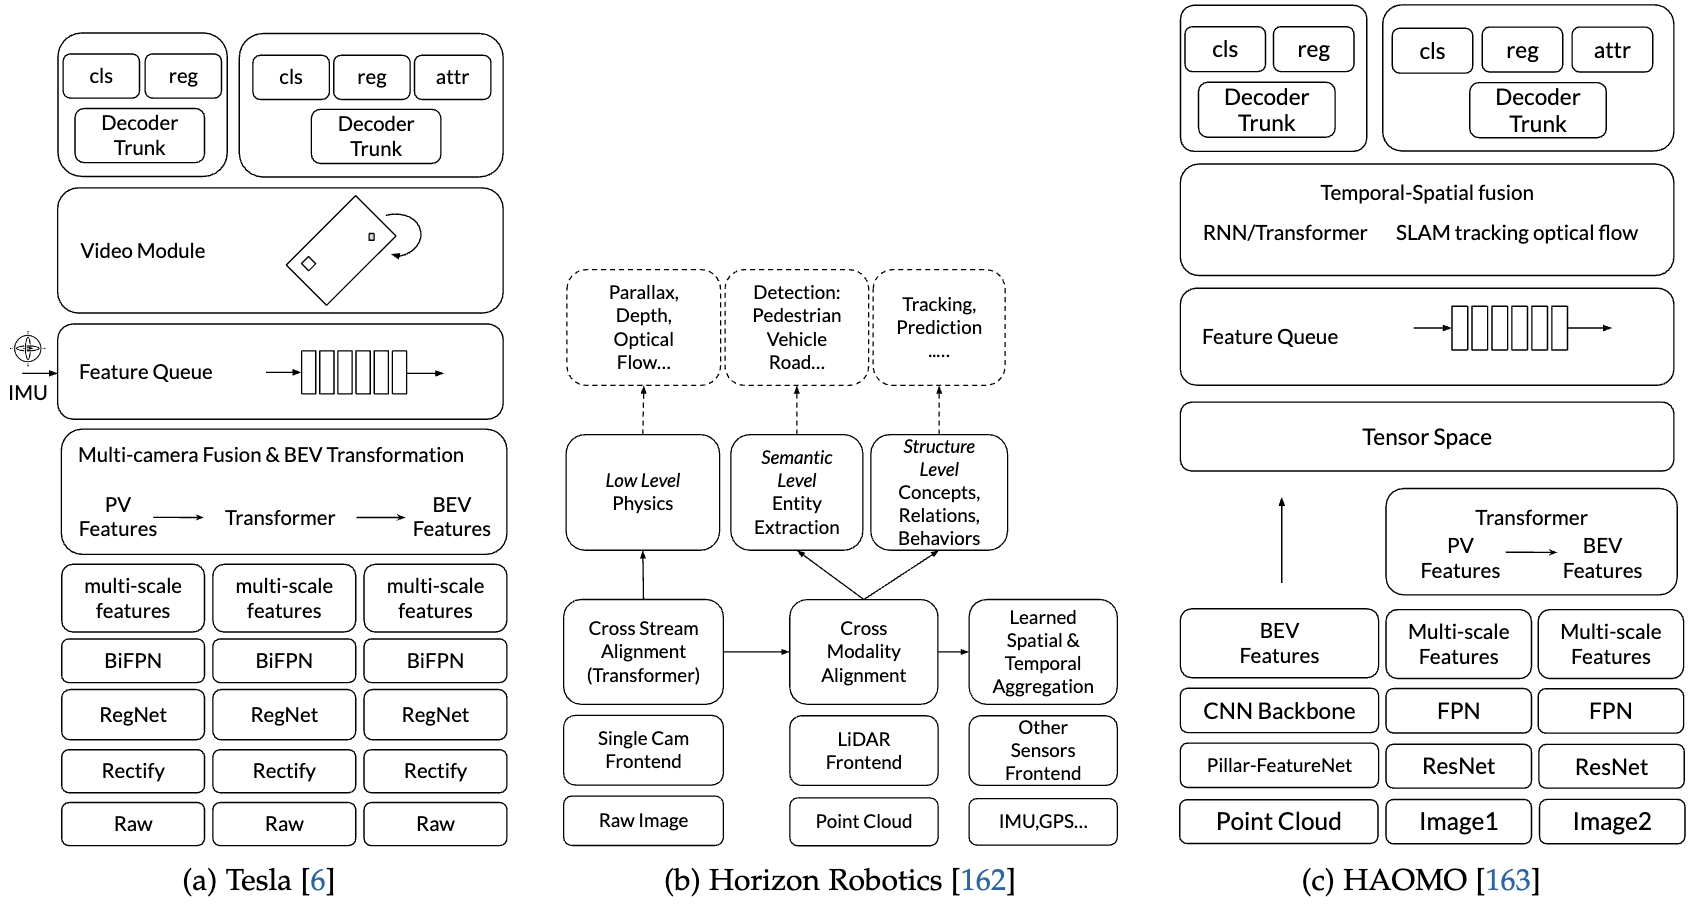 cls
reg
cls
reg
attr
Decoder
Trunk
Decoder
Trunk
Video Module
IMU
Feature Queue
Multi-camera Fusion & BEV Transformation
PV
Features
Transformer
BEV
Features
multi-scale
features
multi-scale
features
multi-scale
features
BiFPN
BiFPN
BiFPN
RegNet
RegNet
RegNet
Rectify
Rectify
Rectify
Raw
Raw
Raw
(a) Tesla [6]
Parallax,
Depth,
Optical
Flow...
Detection:
Pedestrian
Vehicle
Road...
Tracking,
Prediction
.....
Low Level
Physics
Semantic
Level
Entity
Extraction
Structure
Level
Concepts,
Relations,
Behaviors
Cross Stream
Alignment
(Transformer)
Cross
Modality
Alignment
Learned
Spatial &
Temporal
Aggregation
Single Cam
Frontend
LiDAR
Frontend
Other
Sensors
Frontend
Raw Image
Point Cloud
IMU,GPS...
(b) Horizon Robotics [162]
cls
reg
cls
reg
attr
Decoder
Trunk
Decoder
Trunk
Temporal-Spatial fusion
RNN/Transformer
SLAM tracking optical flow
Feature Queue
Tensor Space
Transformer
PV
Features
BEV
Features
BEV
Features
Multi-scale
Features
Multi-scale
Features
CNN Backbone
FPN
FPN
Pillar-FeatureNet
ResNet
ResNet
Point Cloud
Image1
Image2
(c) HAOMO [163]